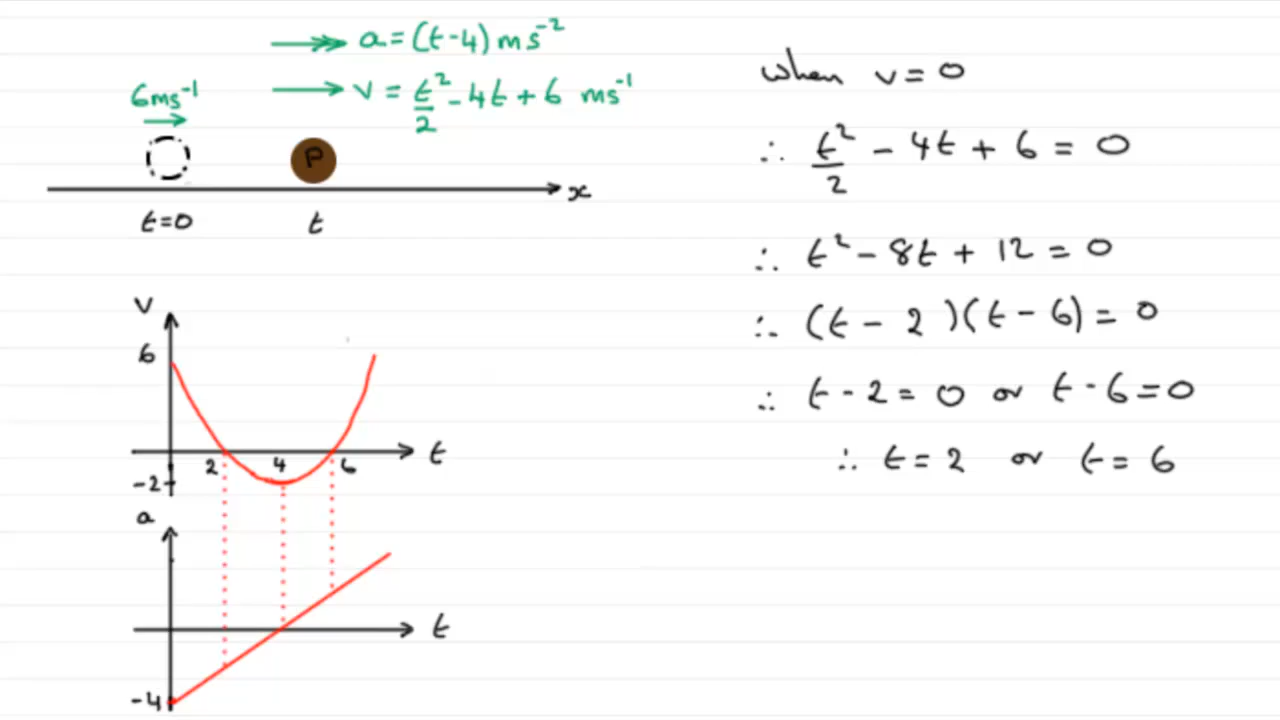 a = (t-4) ms⁻²
6ms⁻¹
v = t²/2 - 4t + 6 ms⁻¹
P
x
t=0
t
v
6
2
4
6
t
-2
a
t
-4
when v = 0
∴ t²/2 - 4t + 6 = 0
∴ t² - 8t + 12 = 0
∴ (t - 2)(t - 6) = 0
∴ t - 2 = 0 or t - 6 = 0
∴ t = 2 or t = 6